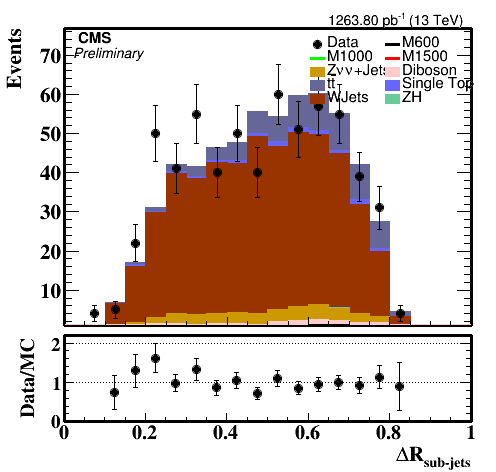 1263.80 pb⁻¹ (13 TeV)
CMS
Preliminary
Data
M600
M1000
M1500
Zνν+Jets
Diboson
tt
Single Top
WJets
ZH
Events
70
60
50
40
30
20
10
Data/MC
2
1
0
0 0.2 0.4 0.6 0.8 1
ΔR sub-jets